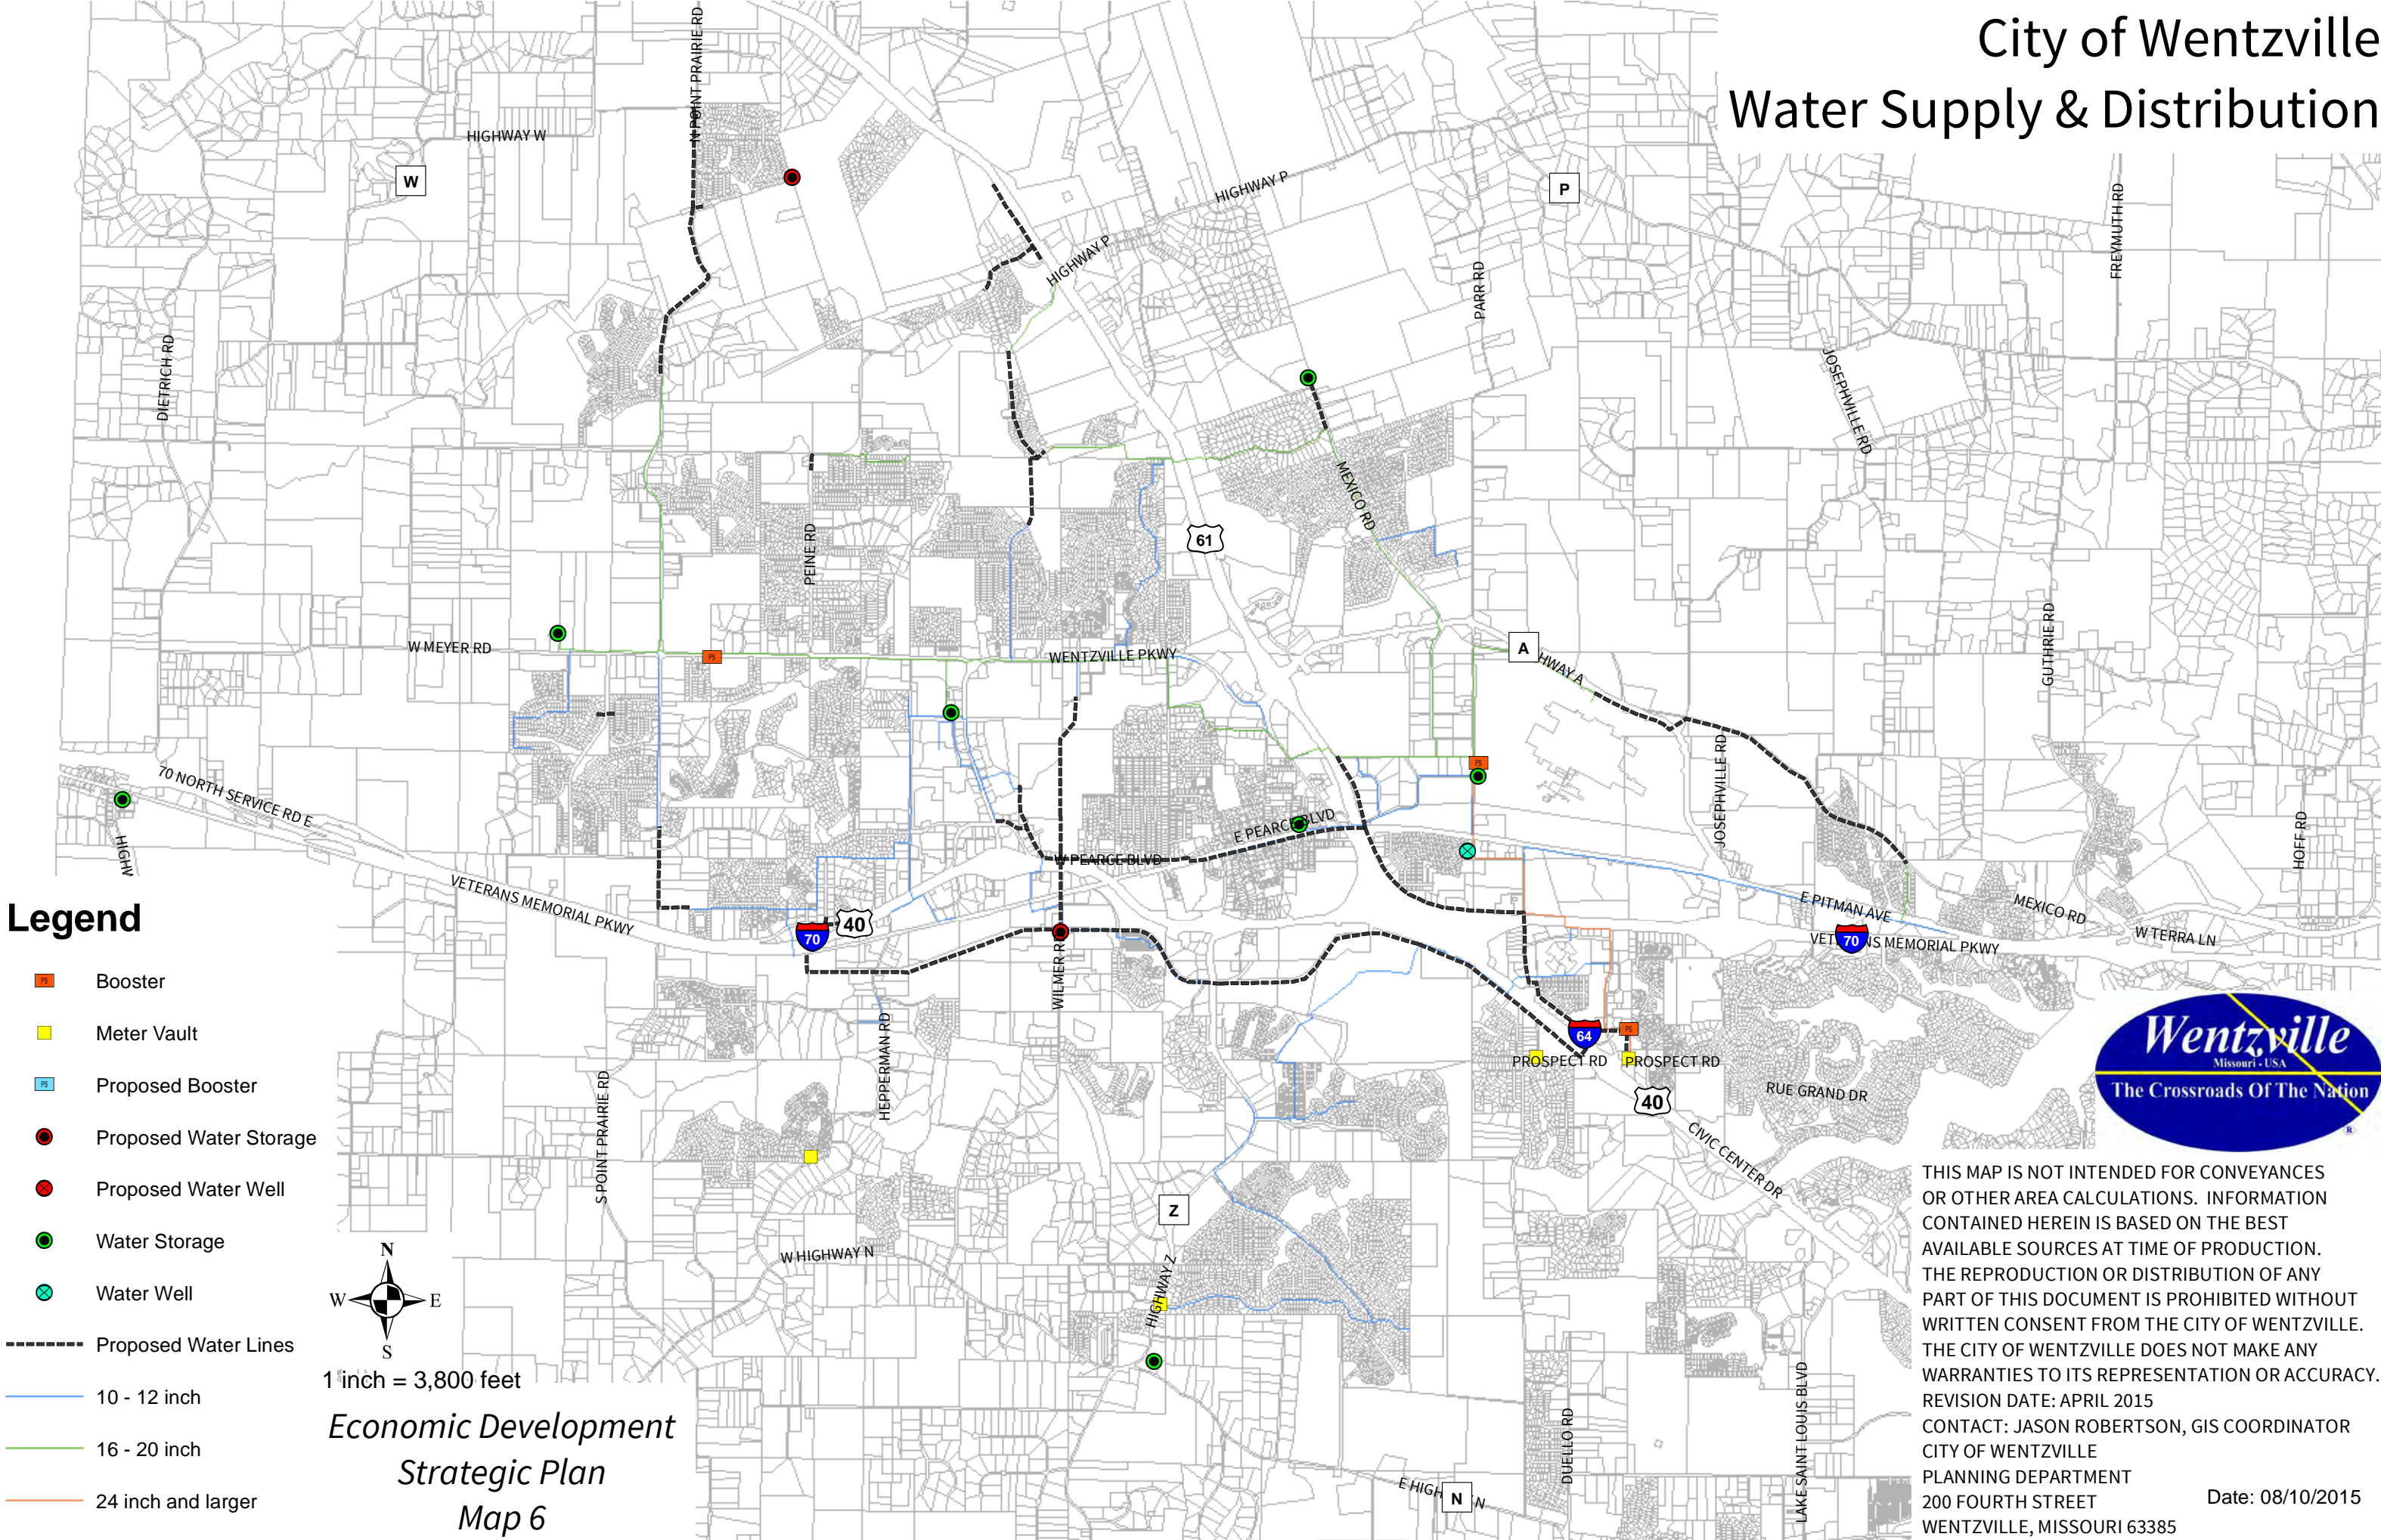 City of Wentzville
Water Supply & Distribution
N POINT PRAIRIE RD
HIGHWAY W
W
HIGHWAY P
P
HIGHWAY P
FREYMUTH RD
PARR RD
DIETRICH RD
JOSEPHVILLE RD
MEXICO RD
61
PEINE RD
W MEYER RD
WENTZVILLE PKWY
A
HWAY A
GUTHRIE RD
PS
PS
70 NORTH SERVICE RD E
HIGHW
JOSEPHVILLE RD
E PEARCE BLVD
W PEARCE BLVD
HOFF RD
VETERANS MEMORIAL PKWY
70
40
E PITMAN AVE
MEXICO RD
W TERRA LN
70
VETERANS MEMORIAL PKWY
WILMER R
HEPPERMAN RD
64
PS
PROSPECT RD
PROSPECT RD
40
RUE GRAND DR
CIVIC CENTER DR
S POINT PRAIRIE RD
Z
W HIGHWAY N
HIGHWAY Z
DUELLO RD
LAKE SAINT LOUIS BLVD
E HIGH
N
N
Legend
PS Booster
Meter Vault
PS Proposed Booster
Proposed Water Storage
Proposed Water Well
Water Storage
Water Well
Proposed Water Lines
10 - 12 inch
16 - 20 inch
24 inch and larger
N
W E
S
1 inch = 3,800 feet
Economic Development
Strategic Plan
Map 6
Wentzville
Missouri - USA
The Crossroads Of The Nation
®
THIS MAP IS NOT INTENDED FOR CONVEYANCES
OR OTHER AREA CALCULATIONS. INFORMATION
CONTAINED HEREIN IS BASED ON THE BEST
AVAILABLE SOURCES AT TIME OF PRODUCTION.
THE REPRODUCTION OR DISTRIBUTION OF ANY
PART OF THIS DOCUMENT IS PROHIBITED WITHOUT
WRITTEN CONSENT FROM THE CITY OF WENTZVILLE.
THE CITY OF WENTZVILLE DOES NOT MAKE ANY
WARRANTIES TO ITS REPRESENTATION OR ACCURACY.
REVISION DATE: APRIL 2015
CONTACT: JASON ROBERTSON, GIS COORDINATOR
CITY OF WENTZVILLE
PLANNING DEPARTMENT
200 FOURTH STREET
WENTZVILLE, MISSOURI 63385
Date: 08/10/2015